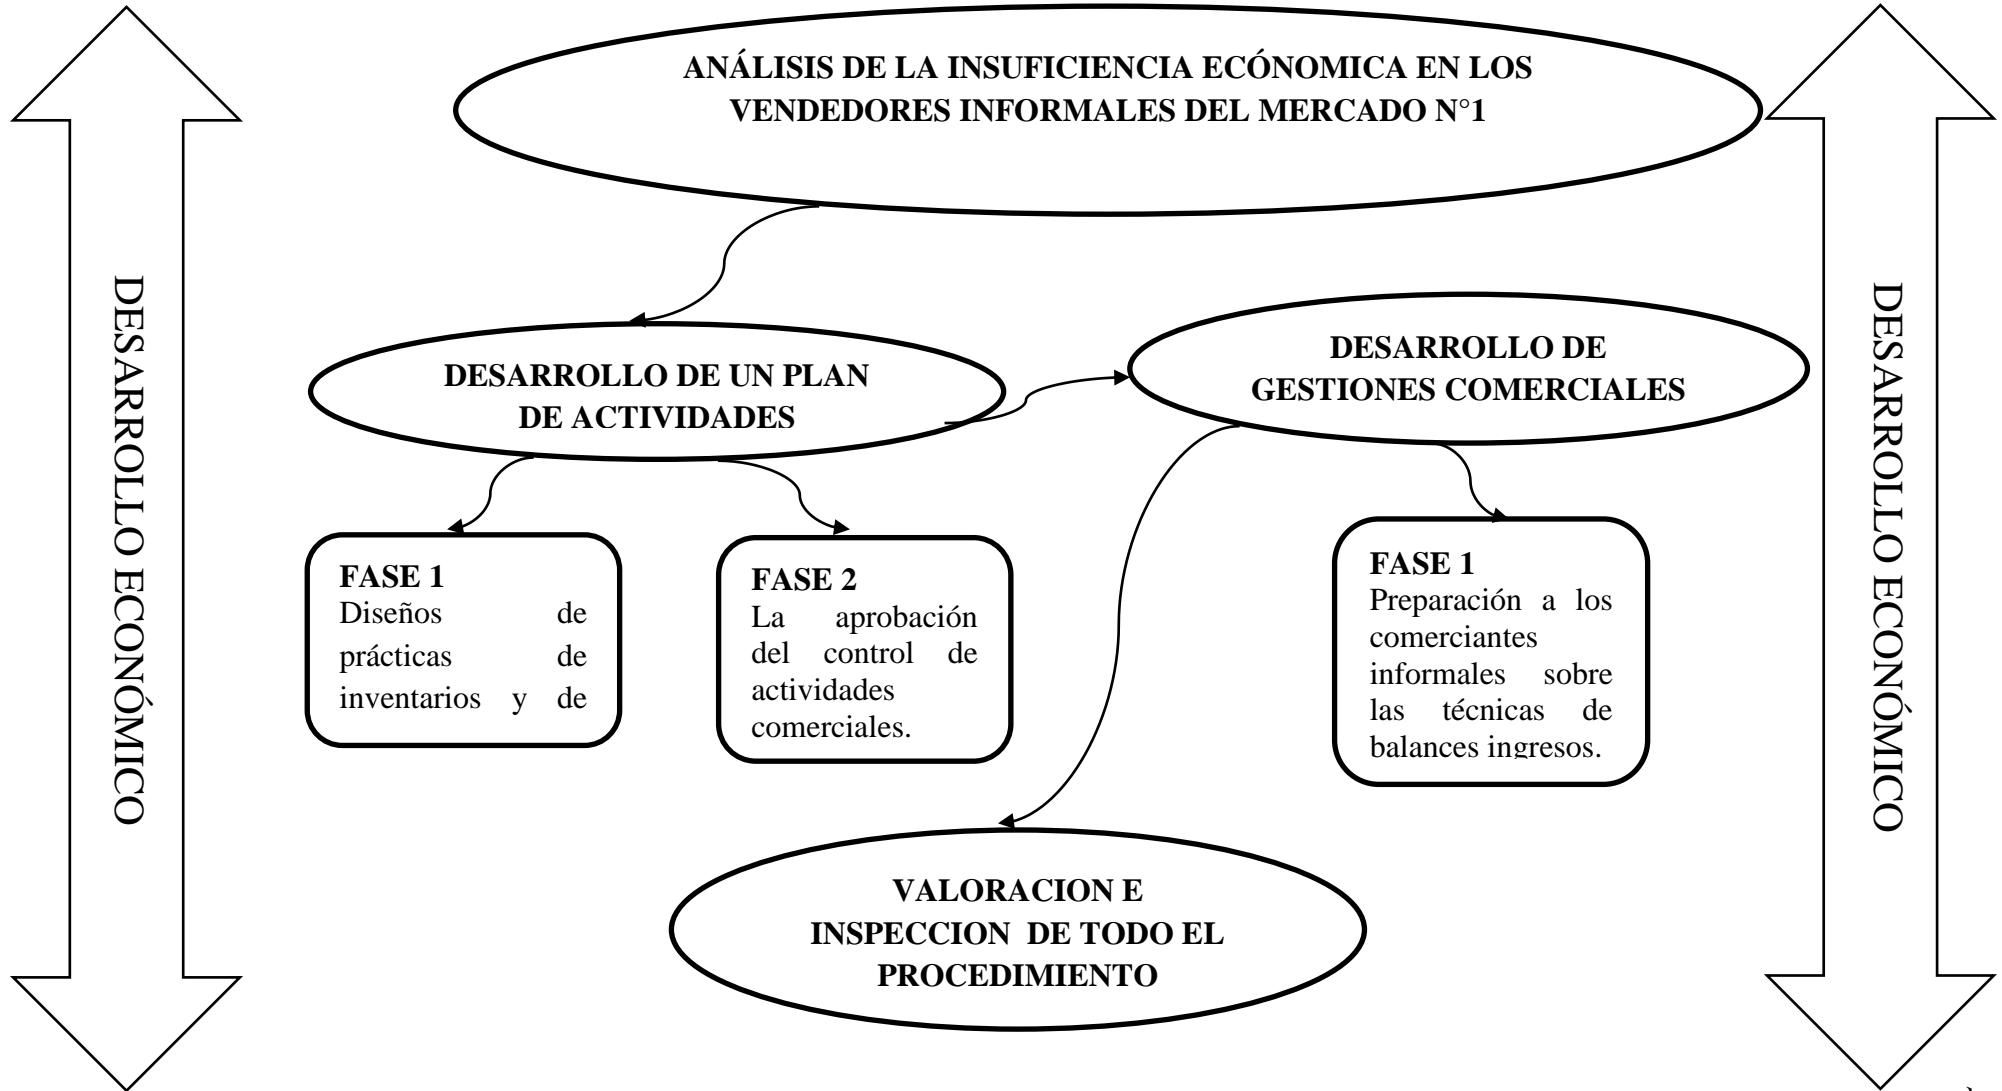 ANÁLISIS DE LA INSUFICIENCIA ECÓNOMICA EN LOS
VENDEDORES INFORMALES DEL MERCADO N°1
DESARROLLO ECONÓMICO
DESARROLLO DE UN PLAN
DE ACTIVIDADES
DESARROLLO DE
GESTIONES COMERCIALES
DESARROLLO ECONÓMICO
FASE 1
Diseños de
prácticas de
inventarios y de
FASE 2
La aprobación
del control de
actividades
comerciales.
FASE 1
Preparación a los
comerciantes
informales sobre
las técnicas de
balances ingresos.
VALORACION E
INSPECCION DE TODO EL
PROCEDIMIENTO